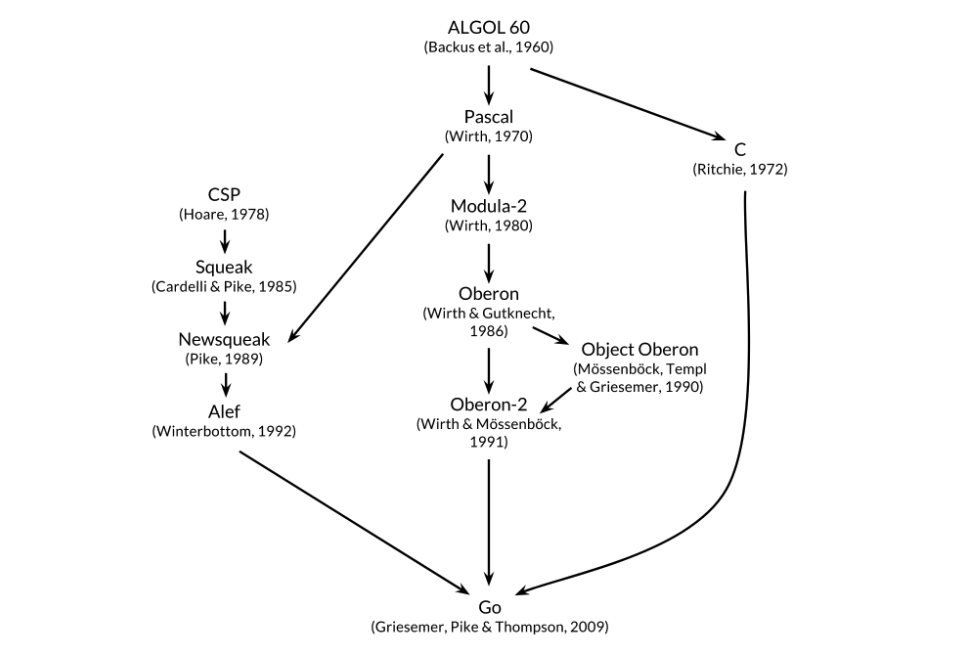 ALGOL 60
(Backus et al., 1960)
Pascal
(Wirth, 1970)
C
(Ritchie, 1972)
CSP
(Hoare, 1978)
Modula-2
(Wirth, 1980)
Squeak
(Cardelli & Pike, 1985)
Oberon
(Wirth & Gutknecht,
1986)
Newsqueak
(Pike, 1989)
Object Oberon
(Mössenböck, Templ
& Griesemer, 1990)
Alef
(Winterbottom, 1992)
Oberon-2
(Wirth & Mössenböck,
1991)
Go
(Griesemer, Pike & Thompson, 2009)